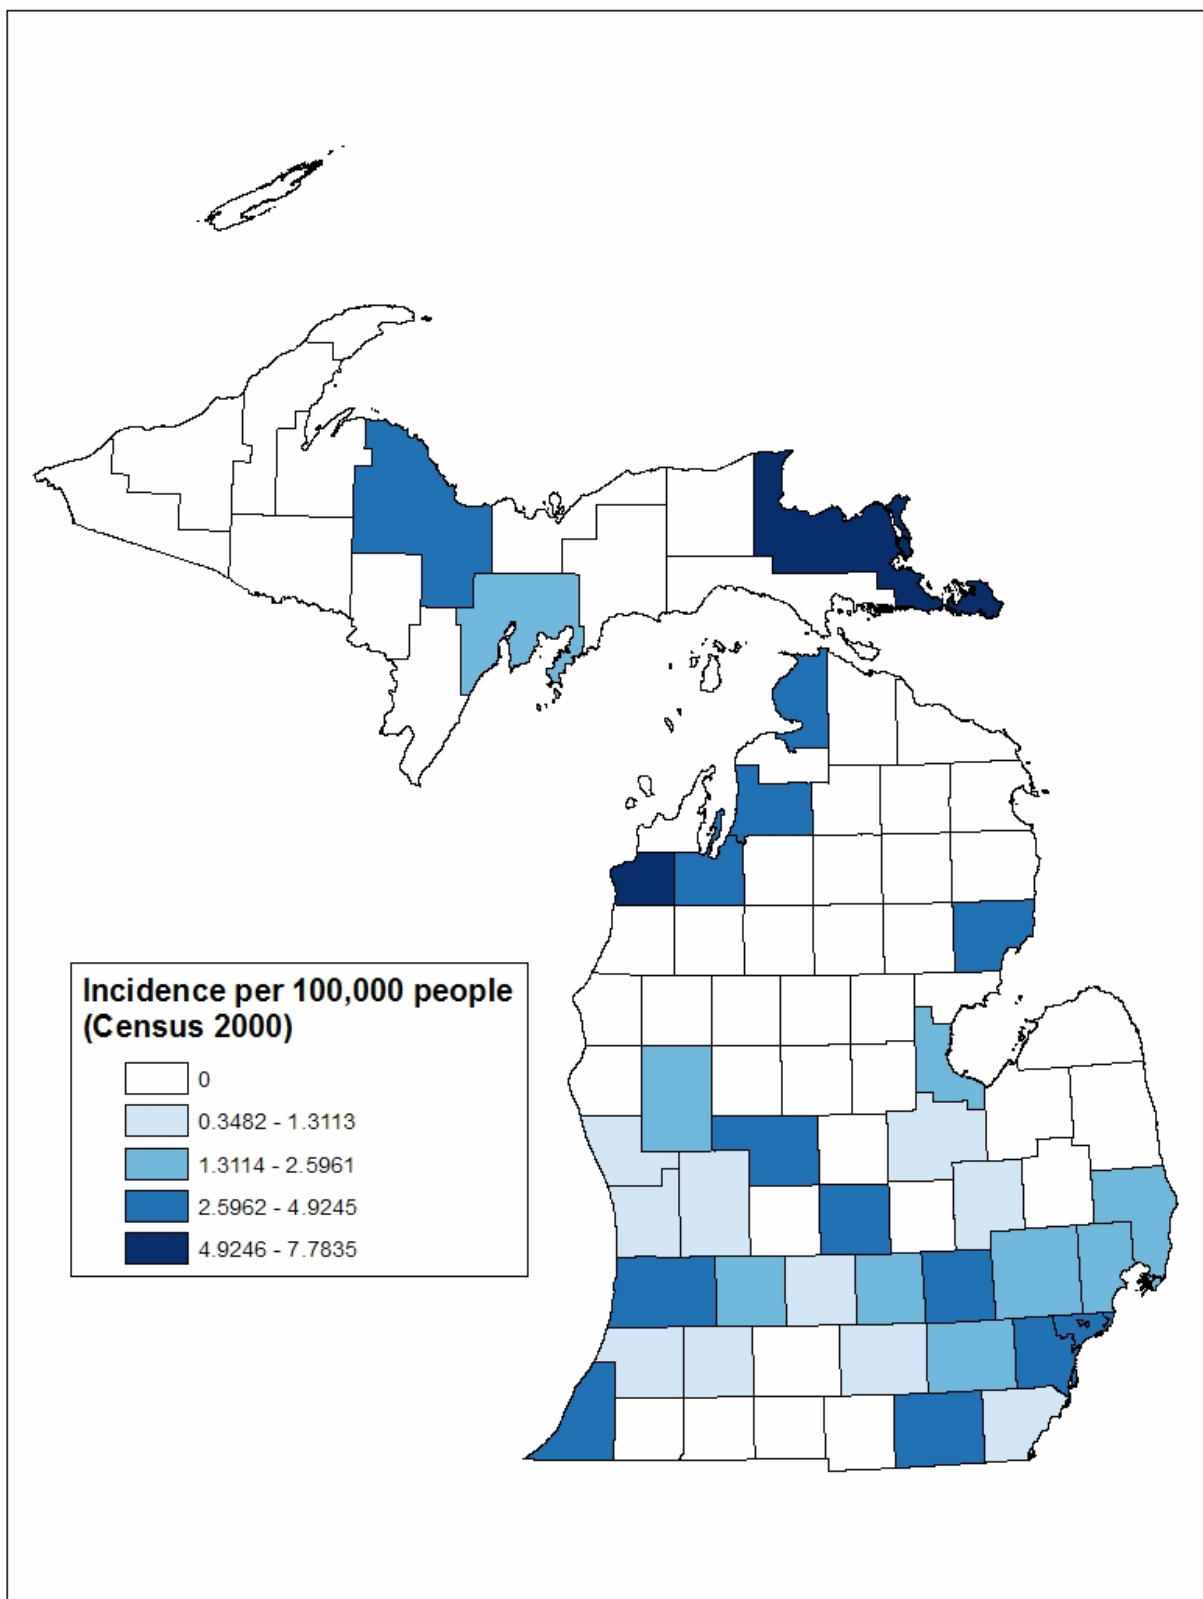 Incidence per 100,000 people
(Census 2000)
0
0.3482 - 1.3113
1.3114 - 2.5961
2.5962 - 4.9245
4.9246 - 7.7835